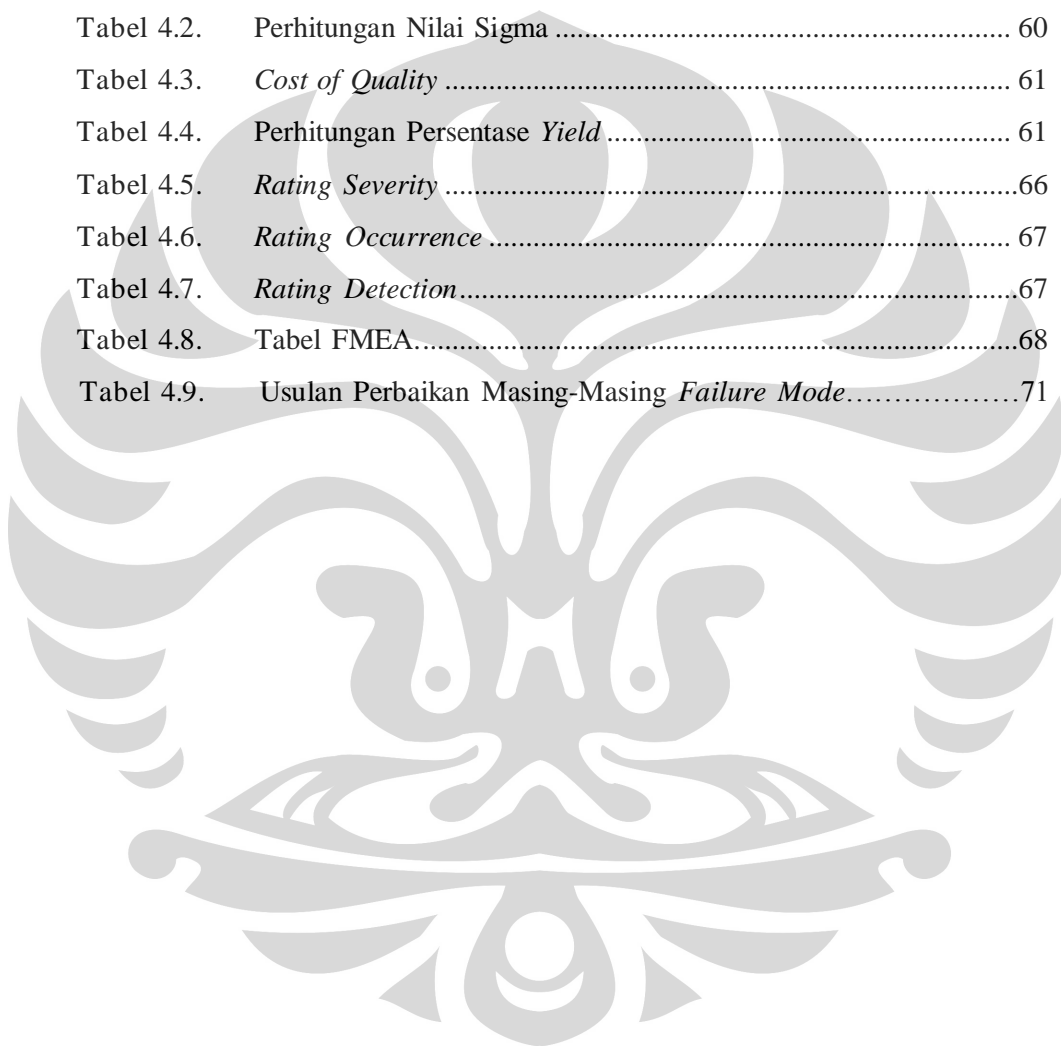 Tabel 4.2. Perhitungan Nilai Sigma ........................................................................ 60
Tabel 4.3. Cost of Quality ........................................................................................... 61
Tabel 4.4. Perhitungan Persentase Yield ................................................................ 61
Tabel 4.5. Rating Severity ........................................................................................... 66
Tabel 4.6. Rating Occurrence .................................................................................... 67
Tabel 4.7. Rating Detection.........................................................................................67
Tabel 4.8. Tabel FMEA................................................................................................68
Tabel 4.9. Usulan Perbaikan Masing-Masing Failure Mode………………71